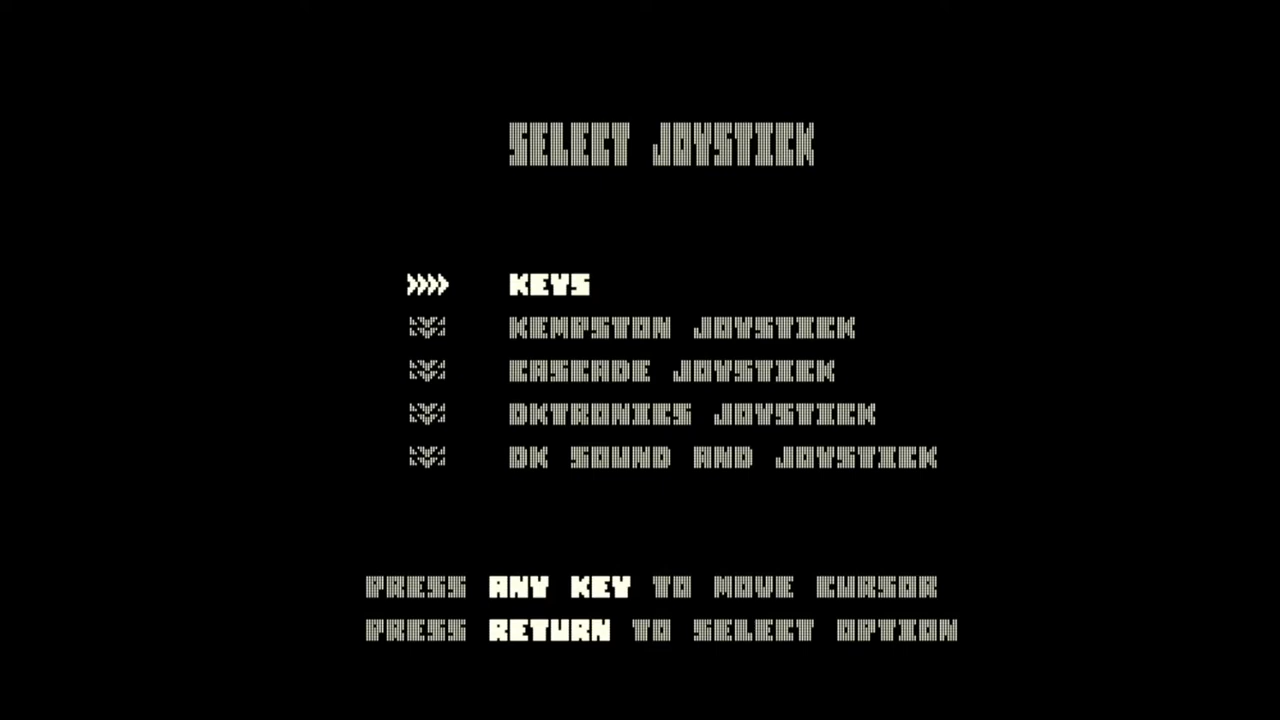 SELECT JOYSTICK
KEYS
KEMPSTON JOYSTICK
CASCADE JOYSTICK
DKTRONICS JOYSTICK
DK SOUND AND JOYSTICK
PRESS ANY KEY TO MOVE CURSOR
PRESS RETURN TO SELECT OPTION